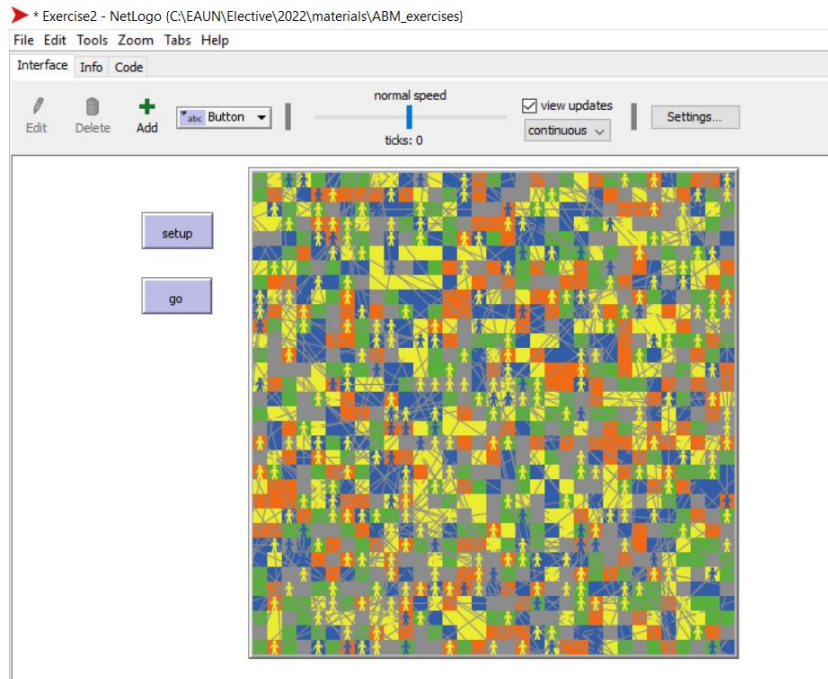 * Exercise2 - NetLogo {C:\EAUN\Elective\2022\materials\ABM_exercises}
File Edit Tools Zoom Tabs Help
Interface Info Code
Edit Delete Add abc Button normal speed ticks: 0 view updates continuous Settings...
setup
go